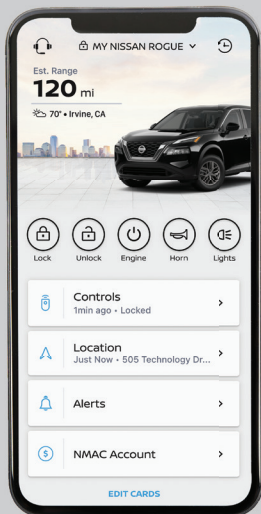 MY NISSAN ROGUE
Est. Range
120 mi
70° • Irvine, CA
Lock Unlock Engine Horn Lights
Controls
1min ago • Locked
Location
Just Now • 505 Technology Dr...
Alerts
$
NMAC Account
EDIT CARDS